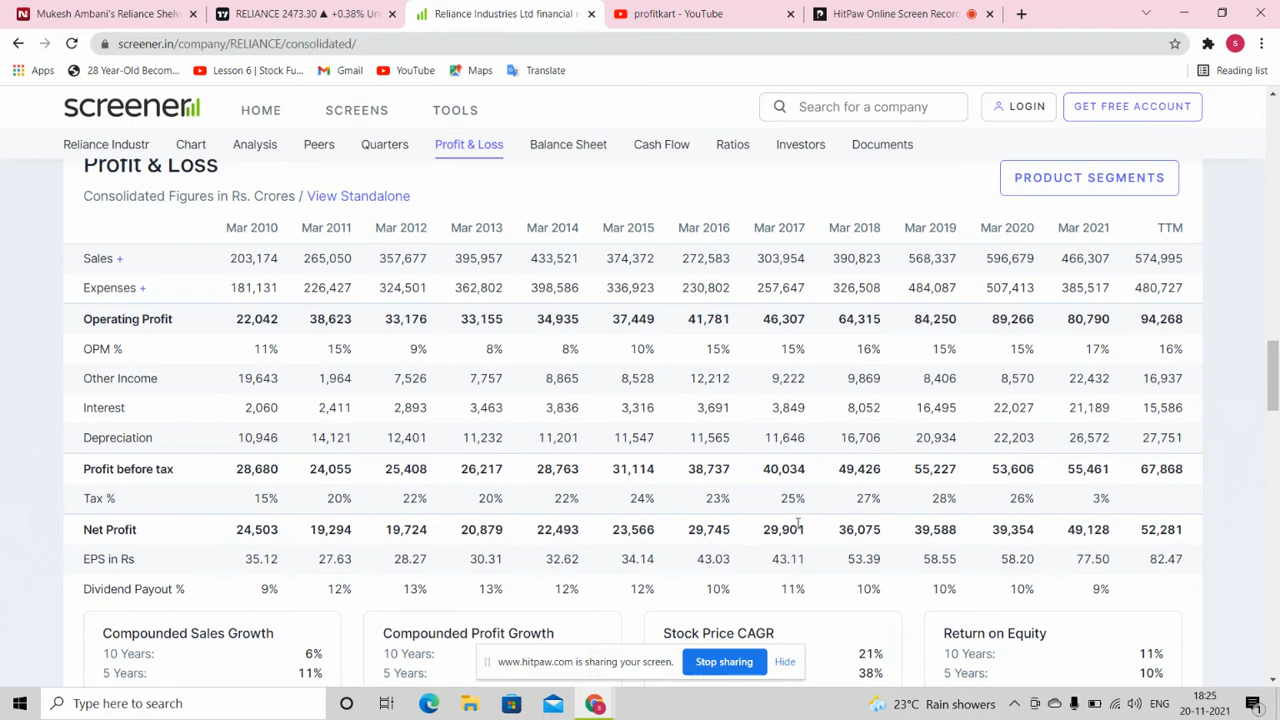 Mukesh Ambani's Reliance Shelv
RELIANCE 2473.30 ▲ +0.38% Un
Reliance Industries Ltd financial r
profitkart - YouTube
HitPaw Online Screen Recor
screener.in/company/RELIANCE/consolidated/
Apps 28 Year-Old Becom... Lesson 6 | Stock Fu... Gmail YouTube Maps Translate Reading list
screener HOME SCREENS TOOLS Search for a company LOGIN GET FREE ACCOUNT
Reliance Industr Chart Analysis Peers Quarters Profit & Loss Balance Sheet Cash Flow Ratios Investors Documents
Profit & Loss
PRODUCT SEGMENTS
Consolidated Figures in Rs. Crores / View Standalone
Mar 2010 Mar 2011 Mar 2012 Mar 2013 Mar 2014 Mar 2015 Mar 2016 Mar 2017 Mar 2018 Mar 2019 Mar 2020 Mar 2021 TTM
Sales + 203,174 265,050 357,677 395,957 433,521 374,372 272,583 303,954 390,823 568,337 596,679 466,307 574,995
Expenses + 181,131 226,427 324,501 362,802 398,586 336,923 230,802 257,647 326,508 484,087 507,413 385,517 480,727
Operating Profit 22,042 38,623 33,176 33,155 34,935 37,449 41,781 46,307 64,315 84,250 89,266 80,790 94,268
OPM % 11% 15% 9% 8% 8% 10% 15% 15% 16% 15% 15% 17% 16%
Other Income 19,643 1,964 7,526 7,757 8,865 8,528 12,212 9,222 9,869 8,406 8,570 22,432 16,937
Interest 2,060 2,411 2,893 3,463 3,836 3,316 3,691 3,849 8,052 16,495 22,027 21,189 15,586
Depreciation 10,946 14,121 12,401 11,232 11,201 11,547 11,565 11,646 16,706 20,934 22,203 26,572 27,751
Profit before tax 28,680 24,055 25,408 26,217 28,763 31,114 38,737 40,034 49,426 55,227 53,606 55,461 67,868
Tax % 15% 20% 22% 20% 22% 24% 23% 25% 27% 28% 26% 3%
Net Profit 24,503 19,294 19,724 20,879 22,493 23,566 29,745 29,901 36,075 39,588 39,354 49,128 52,281
EPS in Rs 35.12 27.63 28.27 30.31 32.62 34.14 43.03 43.11 53.39 58.55 58.20 77.50 82.47
Dividend Payout % 9% 12% 13% 13% 12% 12% 10% 11% 10% 10% 10% 9%
Compounded Sales Growth Compounded Profit Growth Stock Price CAGR Return on Equity
10 Years: 6% 10 Years: 21% 10 Years: 11%
5 Years: 11% 5 Years: 38% 5 Years: 10%
www.hitpaw.com is sharing your screen. Stop sharing Hide
Type here to search
23°C Rain showers ENG 18:25
20-11-2021